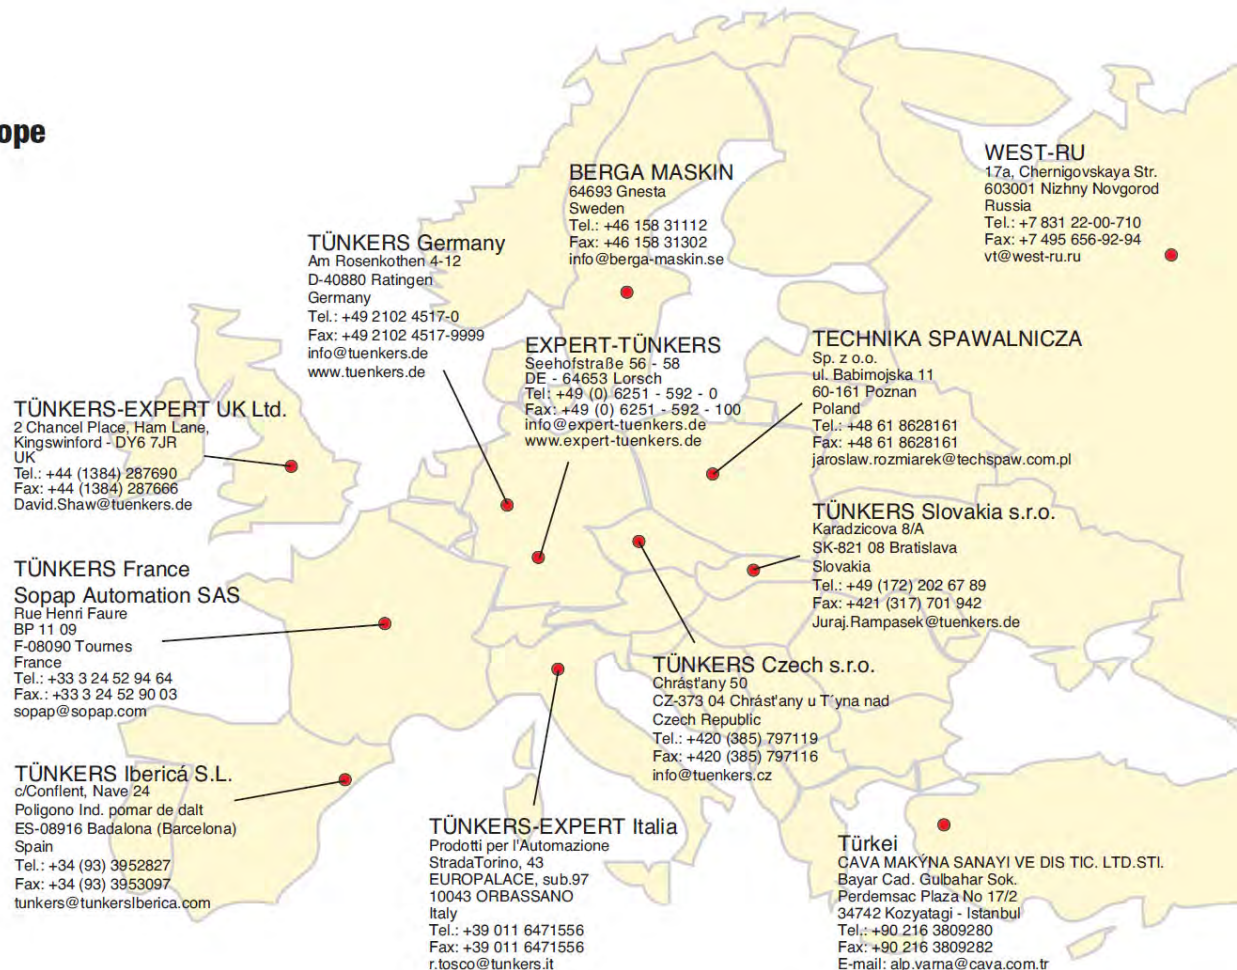 ope
WEST-RU
17a, Chernigovskaya Str.
603001 Nizhny Novgorod
Russia
Tel.: +7 831 22-00-710
Fax: +7 495 656-92-94
vt@west-ru.ru
BERGA MASKIN
64693 Gnesta
Sweden
Tel.: +46 158 31112
Fax: +46 158 31302
info@berga-maskin.se
TÜNKERS Germany
Am Rosenkothen 4-12
D-40880 Ratingen
Germany
Tel.: +49 2102 4517-0
Fax: +49 2102 4517-9999
info@tuenkers.de
www.tuenkers.de
EXPERT-TÜNKERS
Seehofstraße 56 - 58
DE - 64653 Lorsch
Tel: +49 (0) 6251 - 592 - 0
Fax: +49 (0) 6251 - 592 - 100
info@expert-tuenkers.de
www.expert-tuenkers.de
TECHNIKA SPAWALNICZA
Sp. z o.o.
ul. Babimojska 11
60-161 Poznan
Poland
Tel.: +48 61 8628161
Fax: +48 61 8628161
jaroslaw.rozmiarek@techspaw.com.pl
TÜNKERS-EXPERT UK Ltd.
2 Chancel Place, Ham Lane,
Kingswinford - DY6 7JR
UK
Tel.: +44 (1384) 287690
Fax: +44 (1384) 287666
David.Shaw@tuenkers.de
TÜNKERS Slovakia s.r.o.
Karadzicova 8/A
SK-821 08 Bratislava
Slovakia
Tel.: +49 (172) 202 67 89
Fax: +421 (317) 701 942
Juraj.Rampasek@tuenkers.de
TÜNKERS France
Sopap Automation SAS
Rue Henri Faure
BP 11 09
F-08090 Tournes
France
Tel.: +33 3 24 52 94 64
Fax.: +33 3 24 52 90 03
sopap@sopap.com
TÜNKERS Czech s.r.o.
Chrást'any 50
CZ-373 04 Chrást'any u T´yna nad
Czech Republic
Tel.: +420 (385) 797119
Fax: +420 (385) 797116
info@tuenkers.cz
TÜNKERS Ibericá S.L.
c/Conflent, Nave 24
Poligono Ind. pomar de dalt
ES-08916 Badalona (Barcelona)
Spain
Tel.: +34 (93) 3952827
Fax: +34 (93) 3953097
tunkers@tunkersIberica.com
TÜNKERS-EXPERT Italia
Prodotti per l'Automazione
StradaTorino, 43
EUROPALACE, sub.97
10043 ORBASSANO
Italy
Tel.: +39 011 6471556
Fax: +39 011 6471556
r.tosco@tunkers.it
Türkei
CAVA MAKÝNA SANAYI VE DIS TIC. LTD.STI.
Bayar Cad. Gulbahar Sok.
Perdemsac Plaza No 17/2
34742 Kozyatagi - Istanbul
Tel.: +90 216 3809280
Fax: +90 216 3809282
E-mail: alp.varna@cava.com.tr